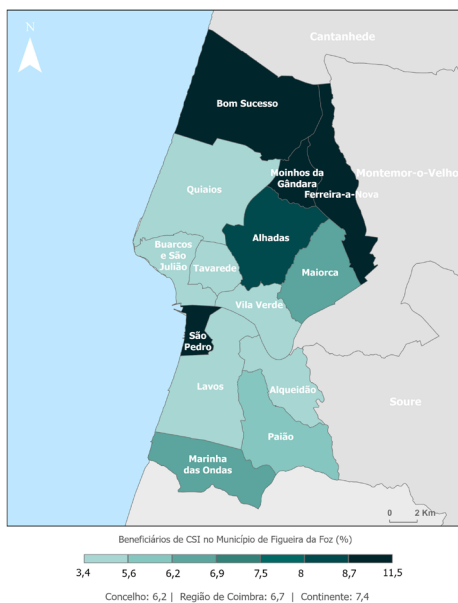 N
Cantanhede
Bom Sucesso
Moinhos da
Gândara
Montemor-o-Velho
Quiaios
Ferreira-a-Nova
Alhadas
Buarcos
e São
Julião
Tavarede
Maiorca
Vila Verde
São
Pedro
Lavos
Alqueidão
Soure
Paião
Marinha
das Ondas
0 2 Km
Beneficiários de CSI no Município de Figueira da Foz (%)
3,4 5,6 6,2 6,9 7,5 8 8,7 11,5
Concelho: 6,2 | Região de Coimbra: 6,7 | Continente: 7,4